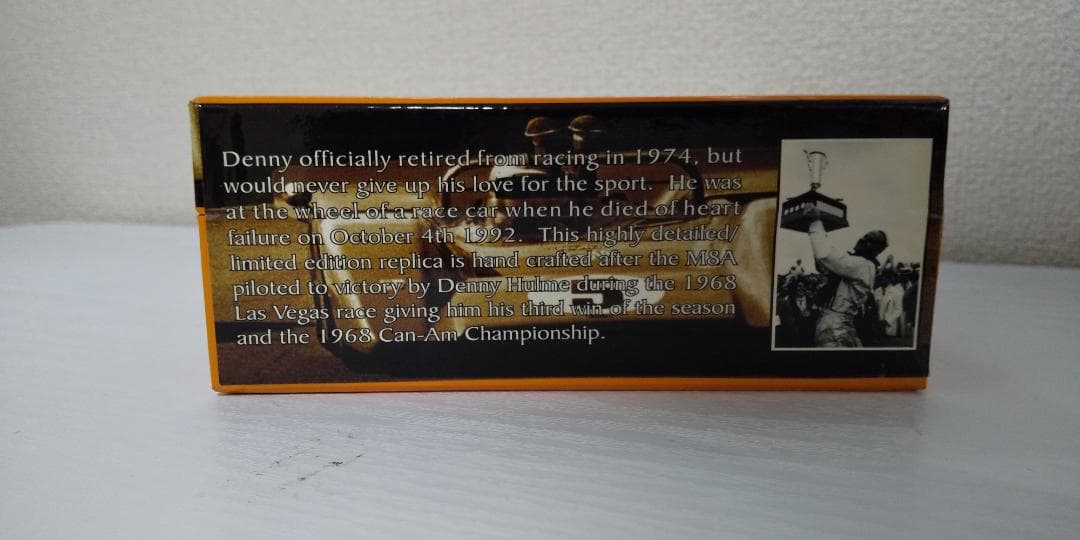 Denny officially retired from racing in 1974, but
would never give up his love for the sport. He was
at the wheel of a race car when he died of heart
failure on October 4th 1992. This highly detailed/
limited edition replica is hand crafted after the M8A
piloted to victory by Denny Hulme during the 1968
Las Vegas race giving him his third win of the season
and the 1968 Can-Am Championship.
5